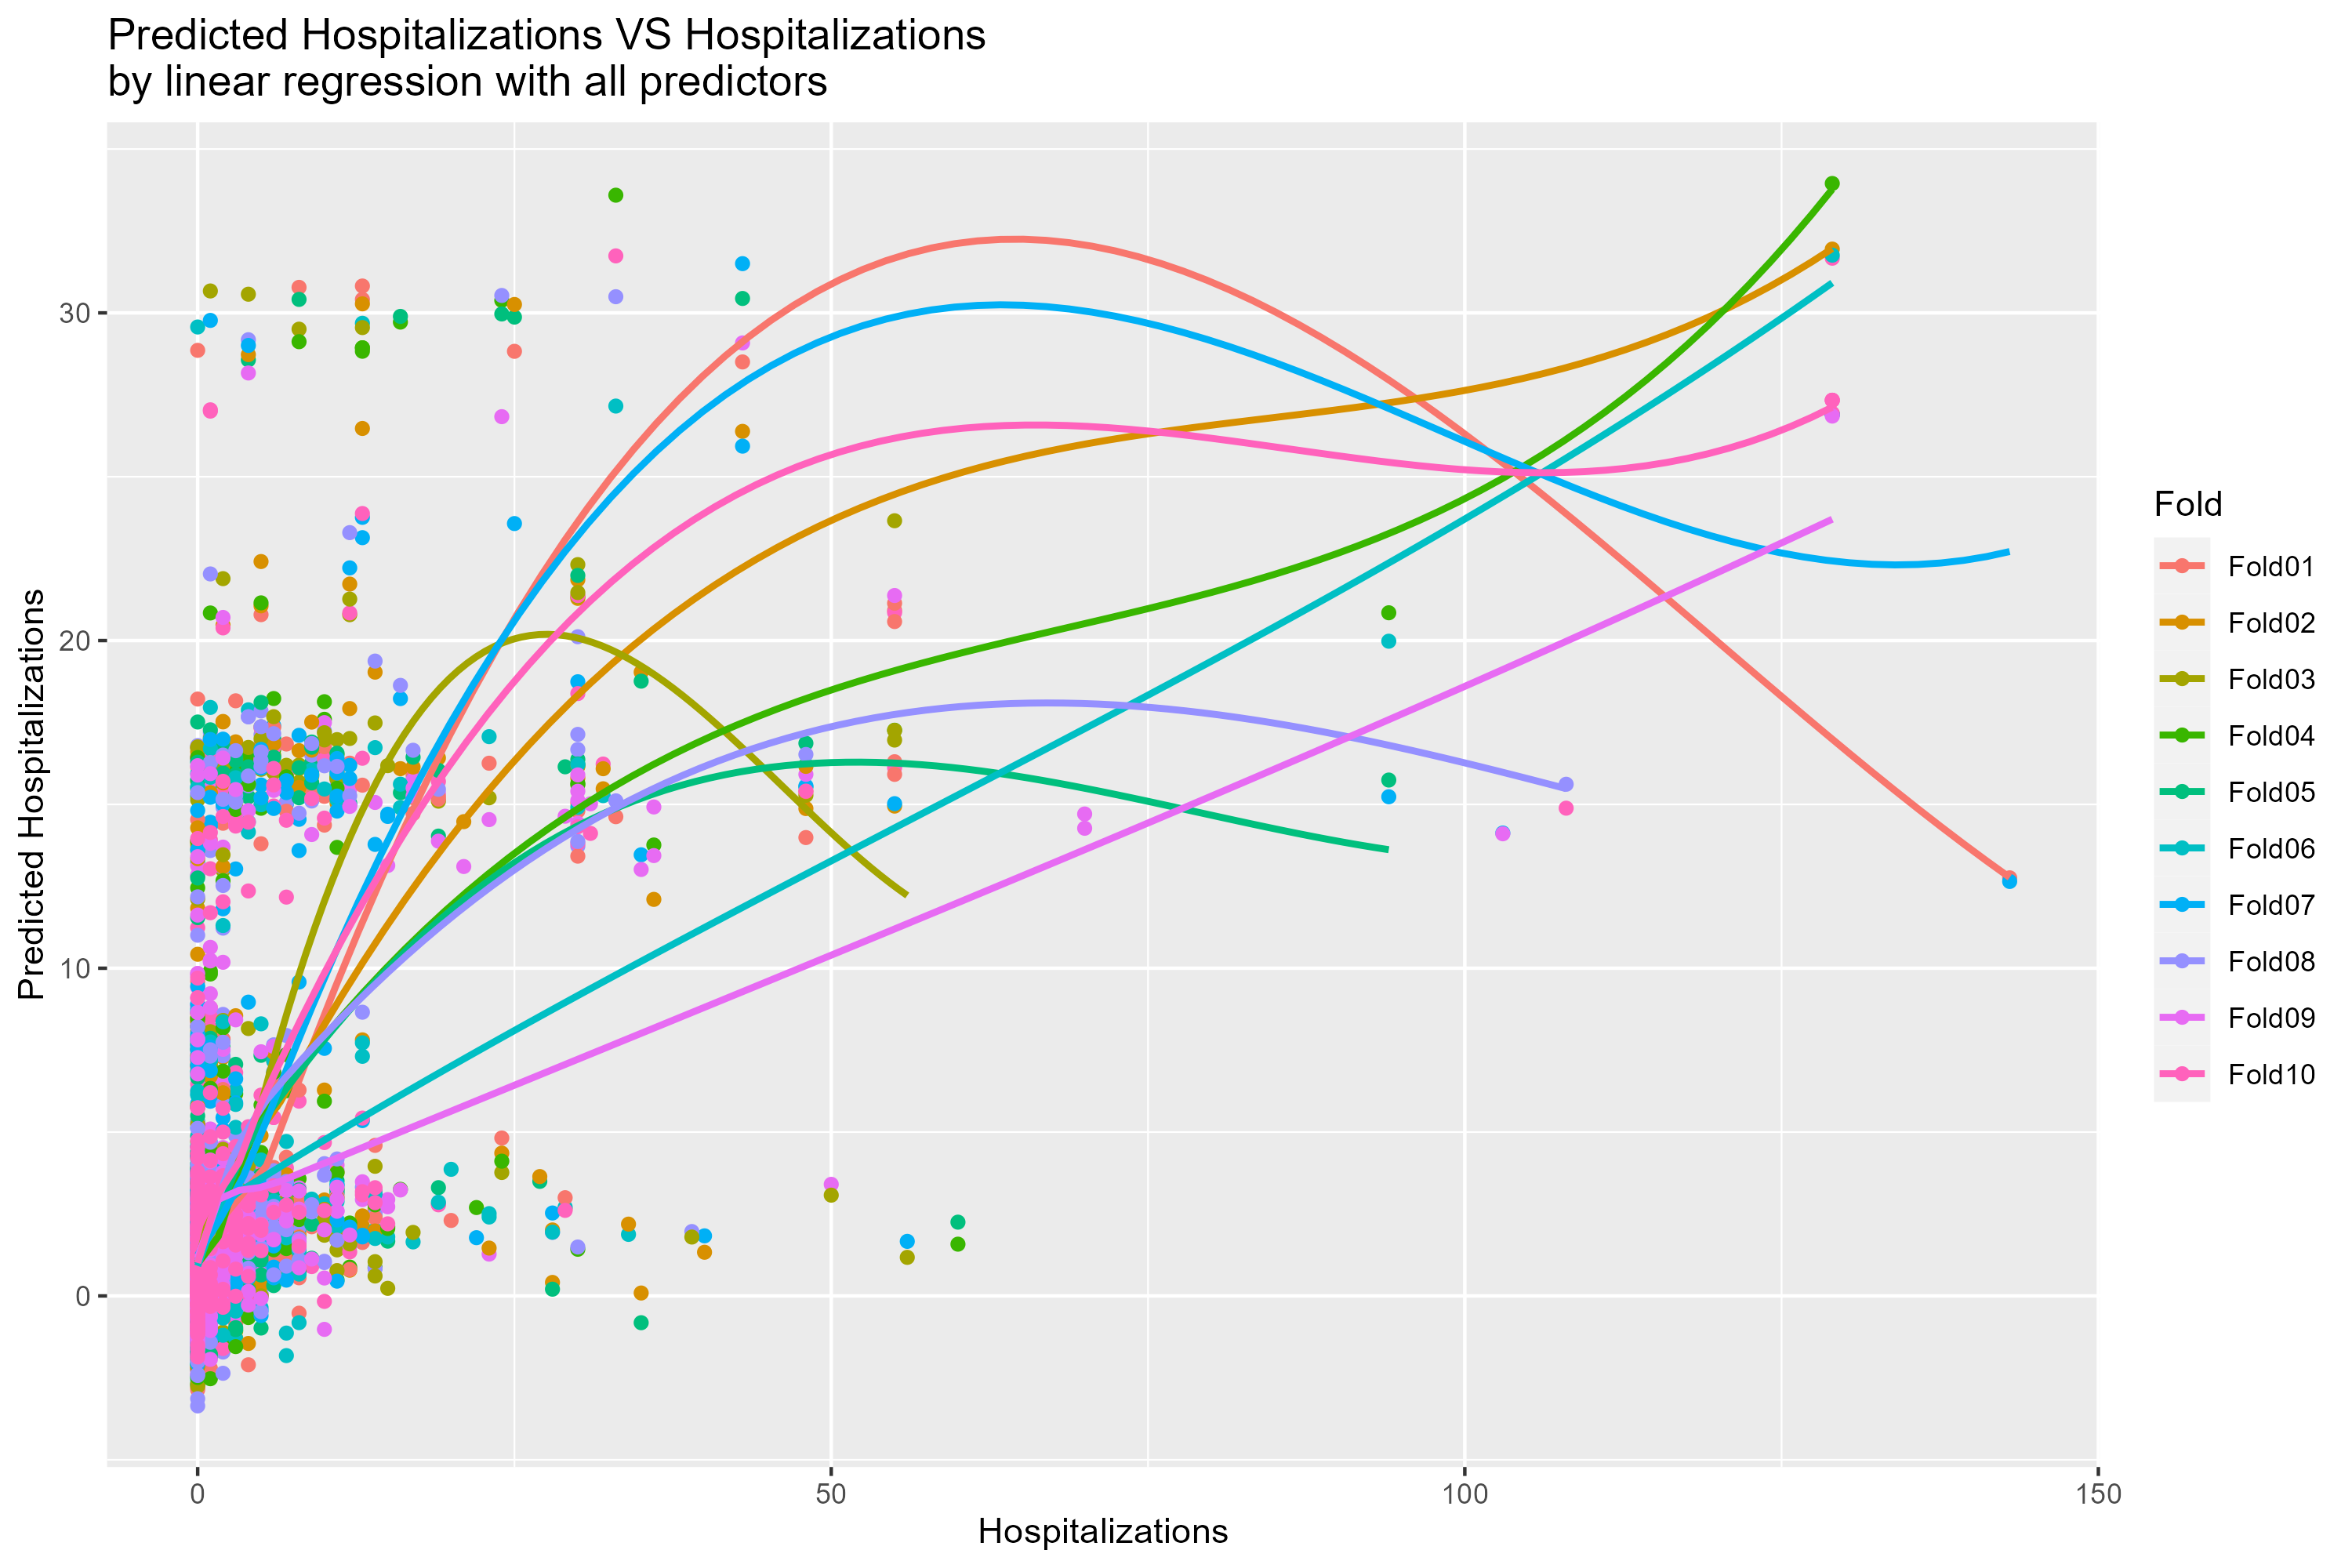 Predicted Hospitalizations VS Hospitalizations
by linear regression with all predictors
Predicted Hospitalizations
30
20
10
0
0
50
100
150
Hospitalizations
Fold
Fold01
Fold02
Fold03
Fold04
Fold05
Fold06
Fold07
Fold08
Fold09
Fold10